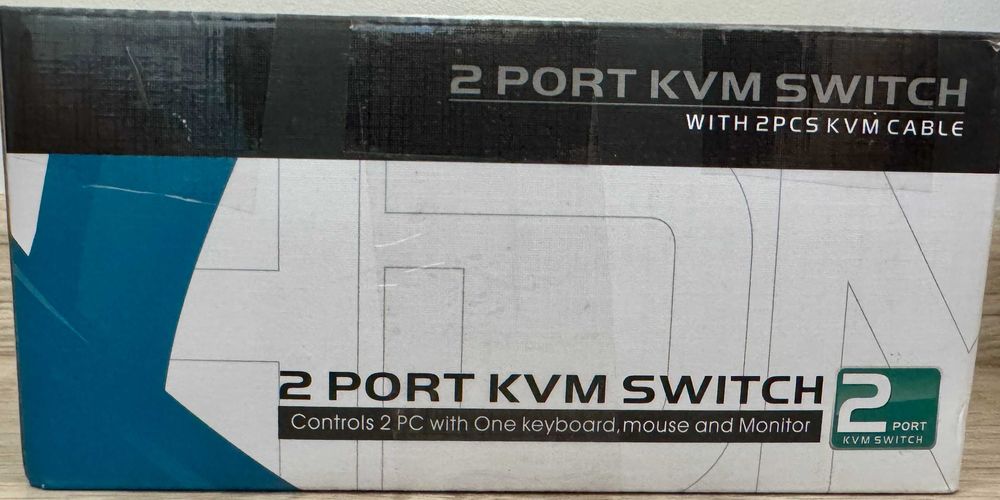 2 PORT KVM SWITCH
WITH 2PCS KVM CABLE
2 PORT KVM SWITCH
Controls 2 PC with One keyboard,mouse and Monitor
2 PORT
KVM SWITCH